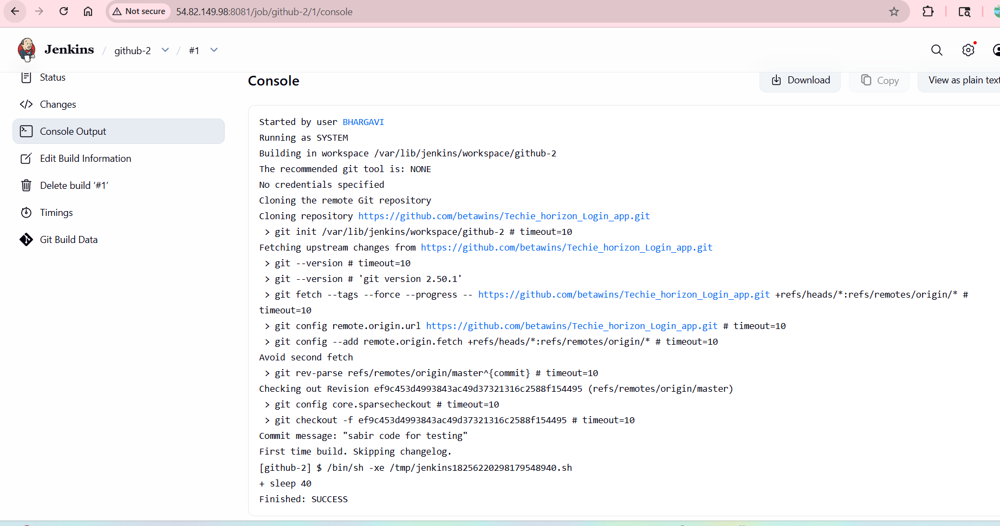 Not secure 54.82.149.98:8081/job/github-2/1/console
Jenkins / github-2 / #1
Status
Changes
Console Output
Edit Build Information
Delete build ‘#1’
Timings
Git Build Data
Console
Download
Copy
View as plain text
Started by user BHARGAVI
Running as SYSTEM
Building in workspace /var/lib/jenkins/workspace/github-2
The recommended git tool is: NONE
No credentials specified
Cloning the remote Git repository
Cloning repository https://github.com/betawins/Techie_horizon_Login_app.git
> git init /var/lib/jenkins/workspace/github-2 # timeout=10
Fetching upstream changes from https://github.com/betawins/Techie_horizon_Login_app.git
> git --version # timeout=10
> git --version # 'git version 2.50.1'
> git fetch --tags --force --progress -- https://github.com/betawins/Techie_horizon_Login_app.git +refs/heads/*:refs/remotes/origin/* #
timeout=10
> git config remote.origin.url https://github.com/betawins/Techie_horizon_Login_app.git # timeout=10
> git config --add remote.origin.fetch +refs/heads/*:refs/remotes/origin/* # timeout=10
Avoid second fetch
> git rev-parse refs/remotes/origin/master^{commit} # timeout=10
Checking out Revision ef9c453d4993843ac49d37321316c2588f154495 (refs/remotes/origin/master)
> git config core.sparsecheckout # timeout=10
> git checkout -f ef9c453d4993843ac49d37321316c2588f154495 # timeout=10
Commit message: "sabir code for testing"
First time build. Skipping changelog.
[github-2] $ /bin/sh -xe /tmp/jenkins18256220298179548940.sh
+ sleep 40
Finished: SUCCESS